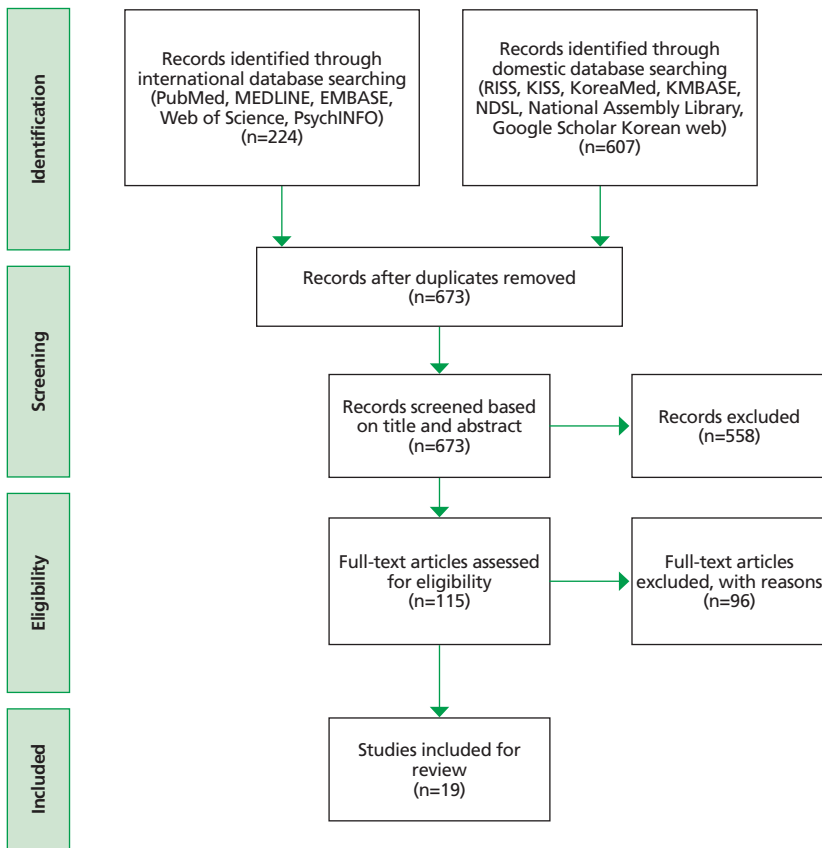 Identification
Records identified through
international database searching
(PubMed, MEDLINE, EMBASE,
Web of Science, PsychINFO)
(n=224)
Records identified through
domestic database searching
(RISS, KISS, KoreaMed, KMBASE,
NDSL, National Assembly Library,
Google Scholar Korean web)
(n=607)
Screening
Records after duplicates removed
(n=673)
Records screened based
on title and abstract
(n=673)
Records excluded
(n=558)
Eligibility
Full-text articles assessed
for eligibility
(n=115)
Full-text articles
excluded, with reasons
(n=96)
Included
Studies included for
review
(n=19)